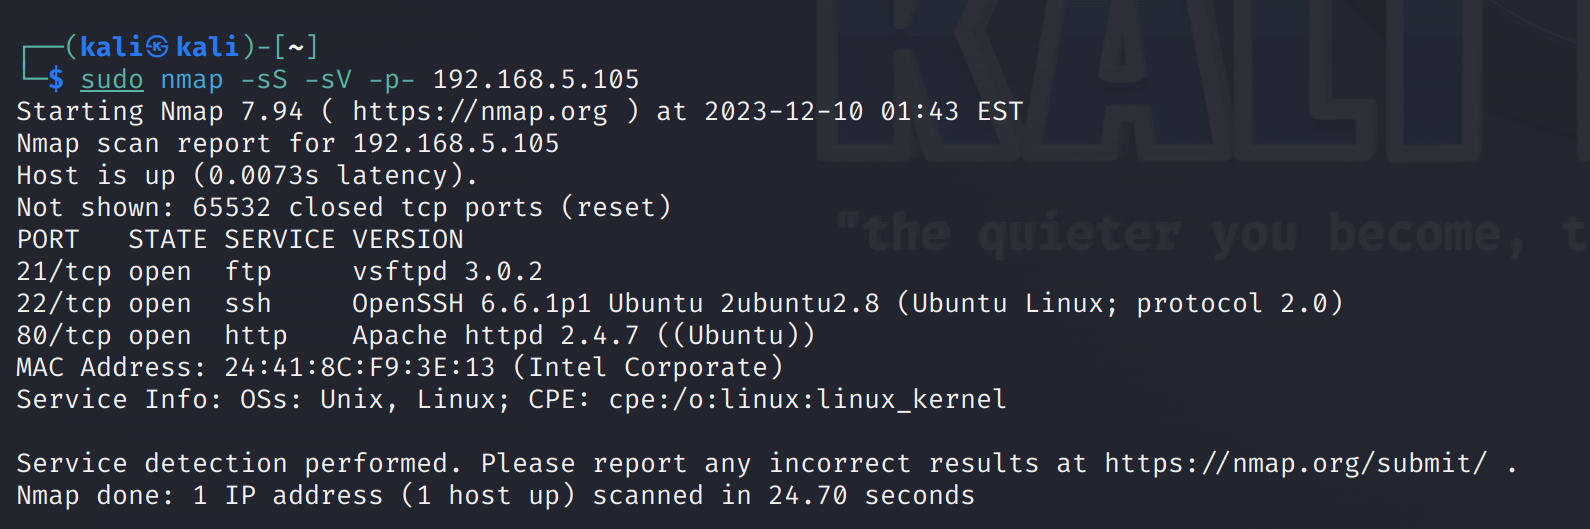 ┌──(kali㉿kali)-[~]
└─$ sudo nmap -sS -sV -p- 192.168.5.105
Starting Nmap 7.94 ( https://nmap.org ) at 2023-12-10 01:43 EST
Nmap scan report for 192.168.5.105
Host is up (0.0073s latency).
Not shown: 65532 closed tcp ports (reset)
PORT   STATE SERVICE VERSION
21/tcp open  ftp     vsftpd 3.0.2
22/tcp open  ssh     OpenSSH 6.6.1p1 Ubuntu 2ubuntu2.8 (Ubuntu Linux; protocol 2.0)
80/tcp open  http    Apache httpd 2.4.7 ((Ubuntu))
MAC Address: 24:41:8C:F9:3E:13 (Intel Corporate)
Service Info: OSs: Unix, Linux; CPE: cpe:/o:linux:linux_kernel
Service detection performed. Please report any incorrect results at https://nmap.org/submit/ .
Nmap done: 1 IP address (1 host up) scanned in 24.70 seconds
KALI
"the quieter you become, t